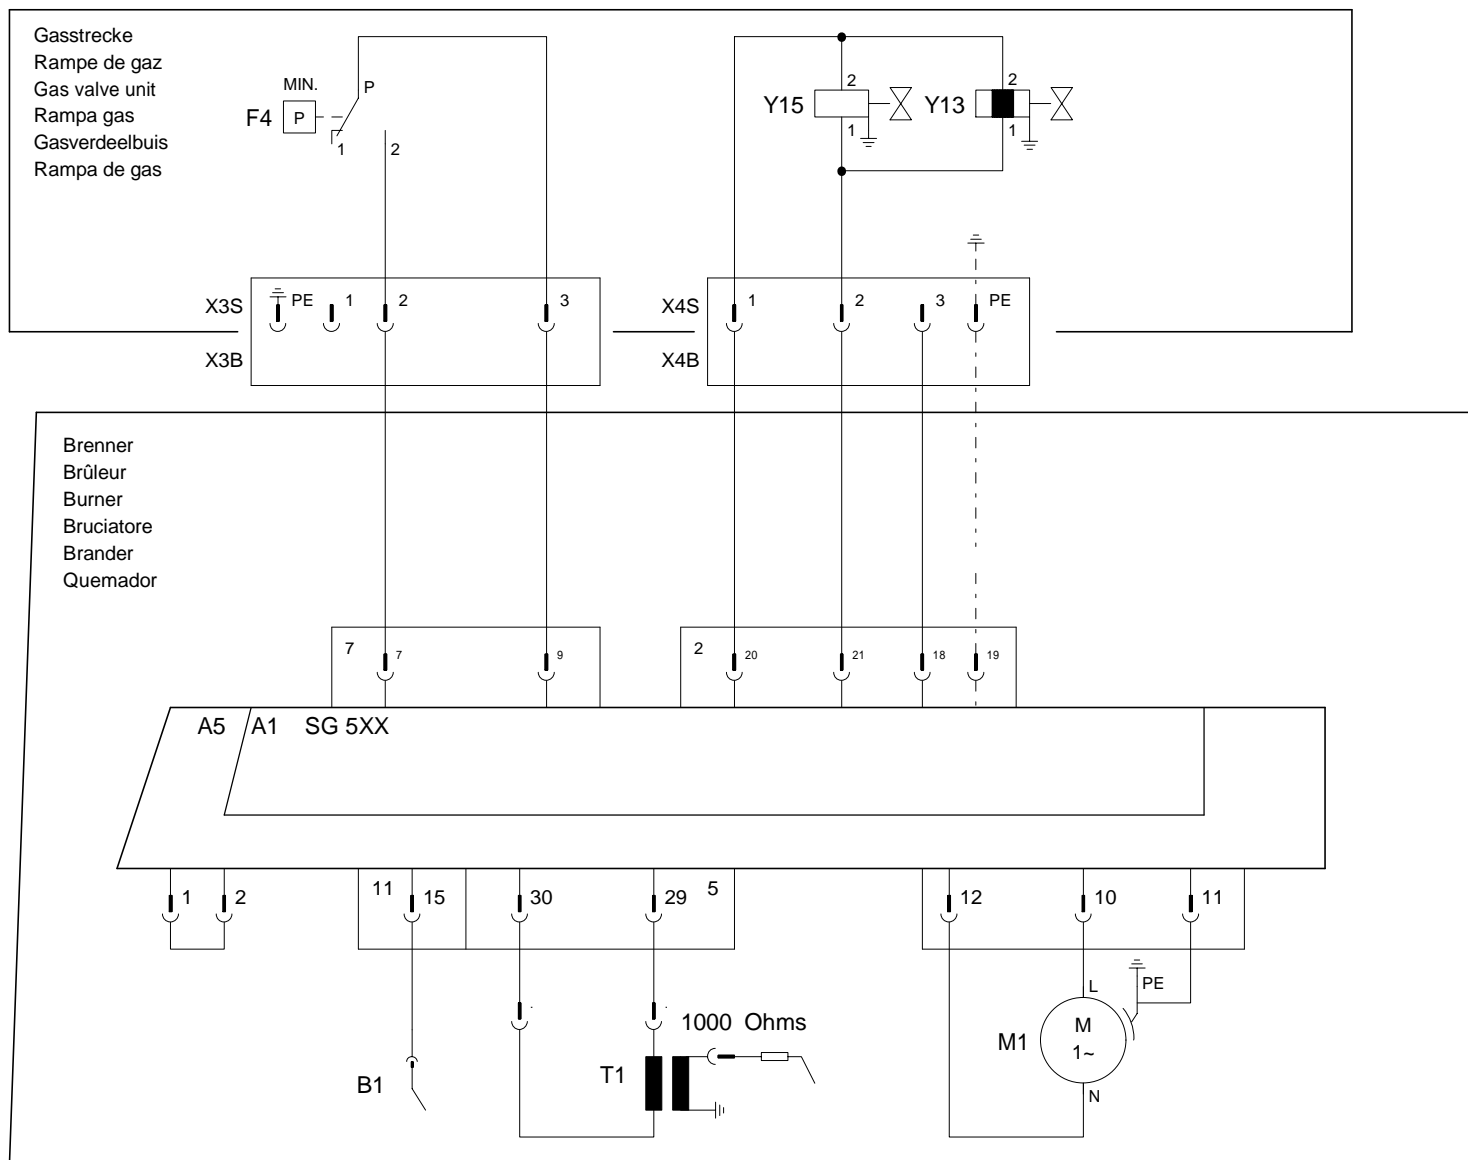 Gasstrecke
Rampe de gaz
Gas valve unit
Rampa gas
Gasverdeelbuis
Rampa de gas
MIN.
F4 P
P
1
2
Y15
2
1
Y13
2
1
X3S PE 1 2 3
X3B
X4S 1 2 3 PE
X4B
Brenner
Brûleur
Burner
Bruciatore
Brander
Quemador
7 7 9
2 20 21 18 19
A5 A1 SG 5XX
1 2
11 15 30 29 5
12 10 11
B1
T1
1000 Ohms
M1
L
PE
M
1~
N